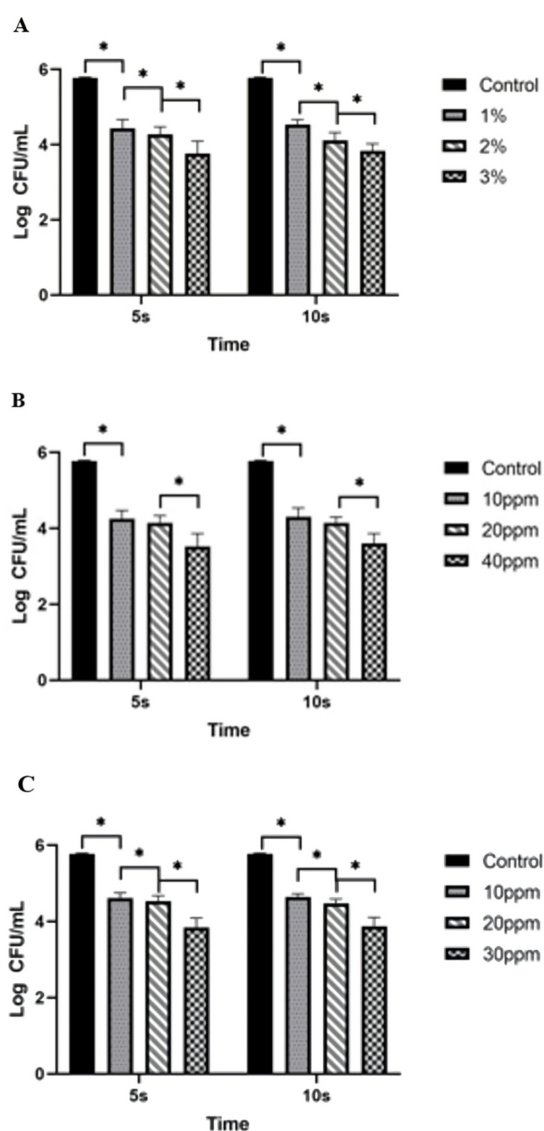 A
* * * * * *
Log CFU/mL
6
4
2
0
5s 10s
Time
Control
1%
2%
3%
B
* * * *
Log CFU/mL
6
4
2
0
5s 10s
Time
Control
10ppm
20ppm
40ppm
C
* * * * * *
Log CFU/mL
6
4
2
0
5s 10s
Time
Control
10ppm
20ppm
30ppm